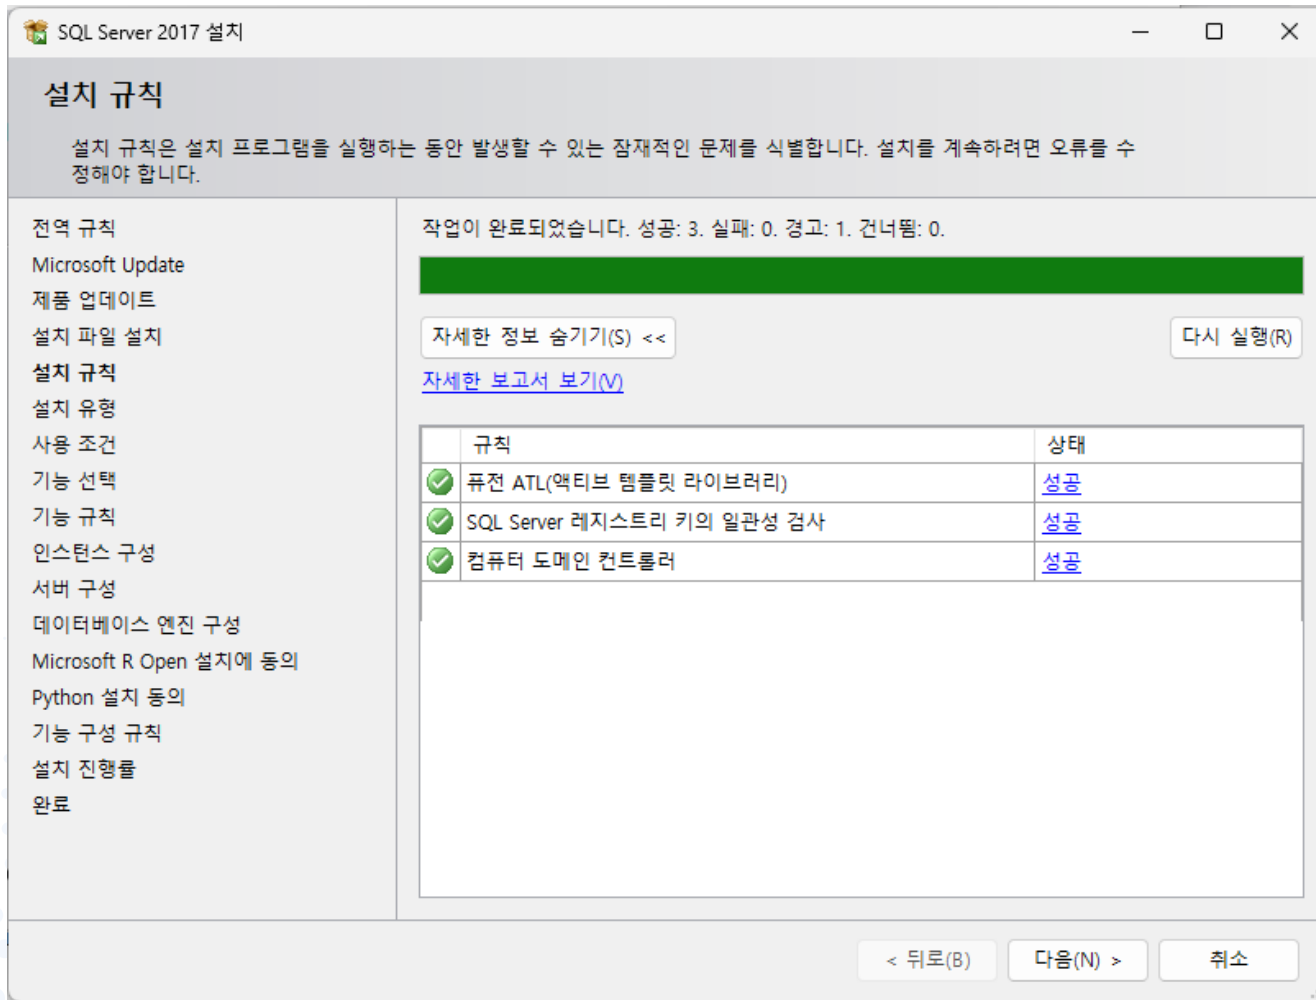 SQL Server 2017 설치
설치 규칙
설치 규칙은 설치 프로그램을 실행하는 동안 발생할 수 있는 잠재적인 문제를 식별합니다. 설치를 계속하려면 오류를 수
정해야 합니다.
전역 규칙
Microsoft Update
제품 업데이트
설치 파일 설치
설치 규칙
설치 유형
사용 조건
기능 선택
기능 규칙
인스턴스 구성
서버 구성
데이터베이스 엔진 구성
Microsoft R Open 설치에 동의
Python 설치 동의
기능 구성 규칙
설치 진행률
완료
작업이 완료되었습니다. 성공: 3. 실패: 0. 경고: 1. 건너뜀: 0.
자세한 정보 숨기기(S) <<
다시 실행(R)
자세한 보고서 보기(V)
규칙 상태
퓨전 ATL(액티브 템플릿 라이브러리) 성공
SQL Server 레지스트리 키의 일관성 검사 성공
컴퓨터 도메인 컨트롤러 성공
< 뒤로(B) 다음(N) > 취소